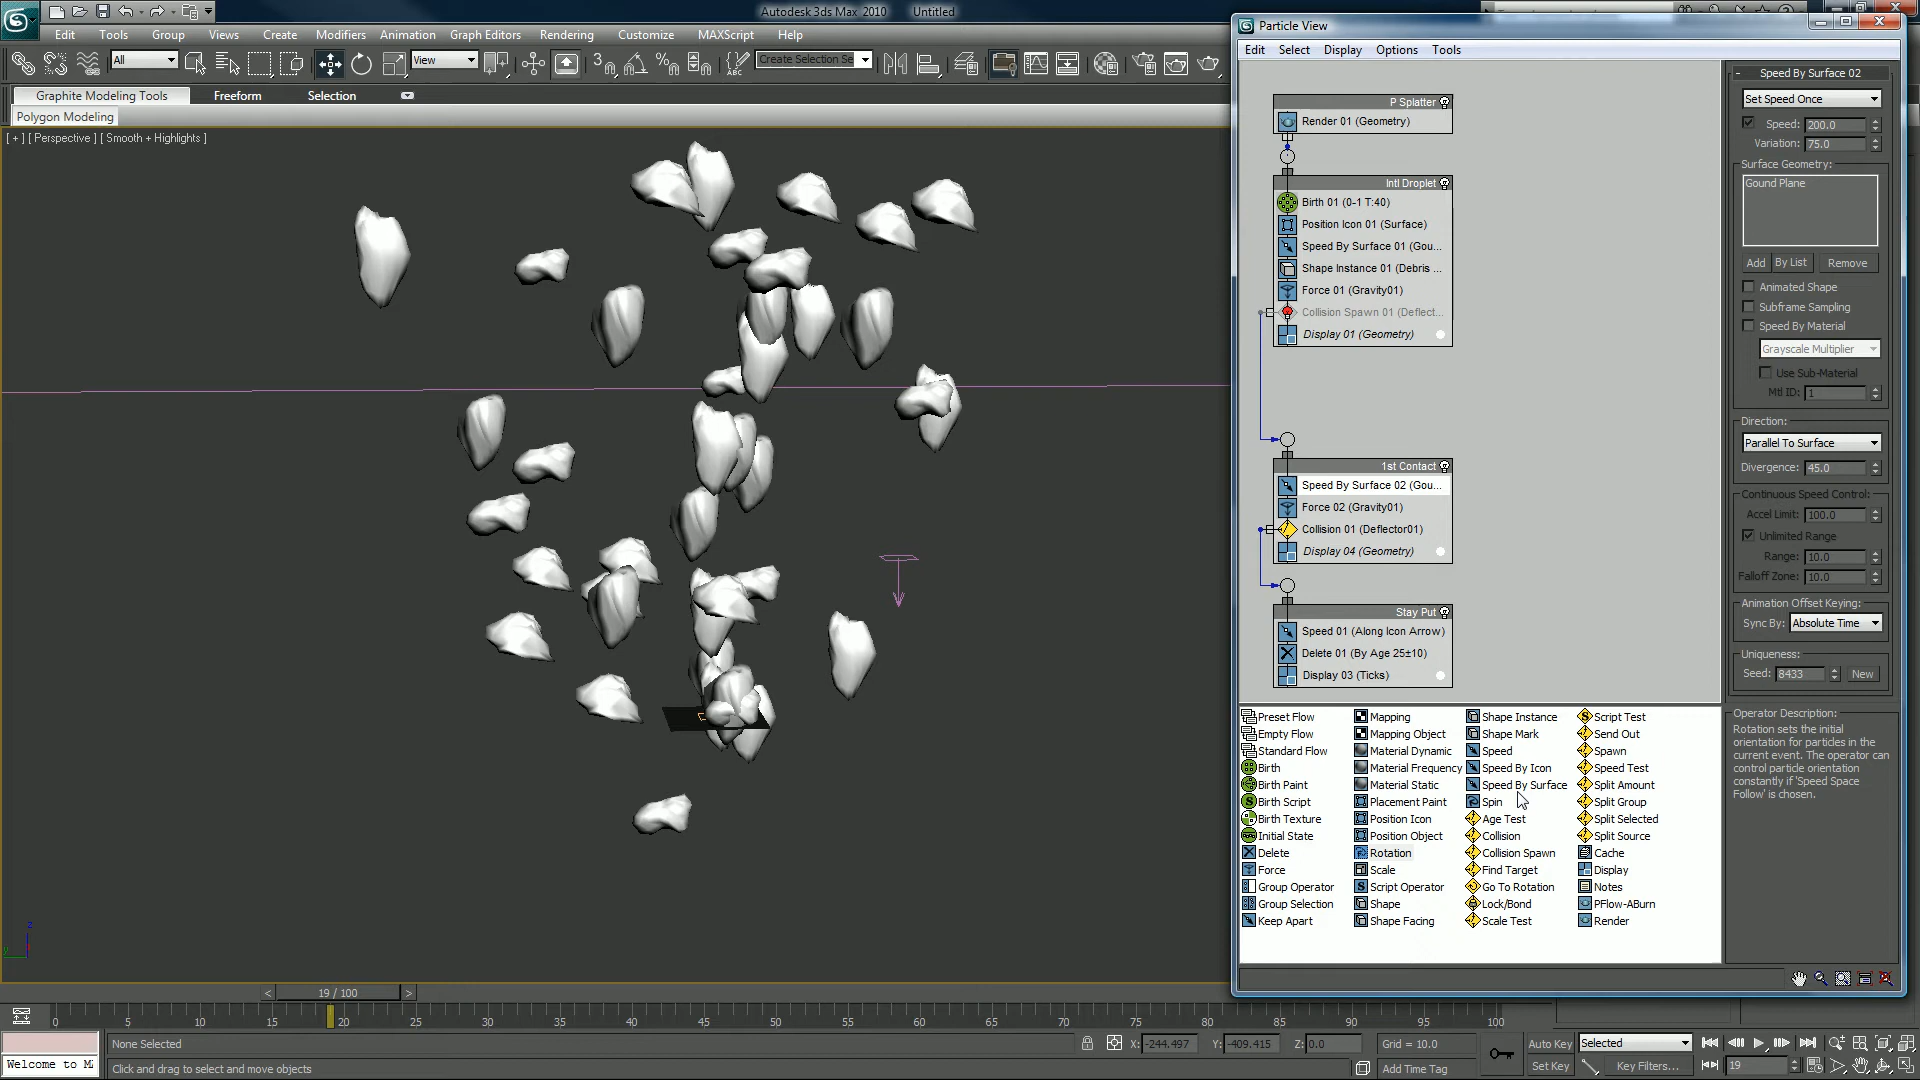 Autodesk 3ds Max 2010 Untitled
Edit Tools Group Views Create Modifiers Animation Graph Editors Rendering Customize MAXScript Help
All View Create Selection Se
Graphite Modeling Tools Freeform Selection
Polygon Modeling
[ + ] [ Perspective ] [ Smooth + Highlights ]
Particle View
Edit Select Display Options Tools
P Splatter
Render 01 (Geometry)
Intl Droplet
Birth 01 (0-1 T:40)
Position Icon 01 (Surface)
Speed By Surface 01 (Gou...
Shape Instance 01 (Debris ...
Force 01 (Gravity01)
Collision Spawn 01 (Deflect...
Display 01 (Geometry)
1st Contact
Speed By Surface 02 (Gou...
Force 02 (Gravity01)
Collision 01 (Deflector01)
Display 04 (Geometry)
Stay Put
Speed 01 (Along Icon Arrow)
Delete 01 (By Age 25±10)
Display 03 (Ticks)
- Speed By Surface 02
Set Speed Once
Speed: 200.0
Variation: 75.0
Surface Geometry:
Gound Plane
Add By List Remove
Animated Shape
Subframe Sampling
Speed By Material
Grayscale Multiplier
Use Sub-Material
Mtl ID: 1
Direction:
Parallel To Surface
Divergence: 45.0
Continuous Speed Control:
Accel Limit: 100.0
Unlimited Range
Range: 10.0
Falloff Zone: 10.0
Animation Offset Keying:
Sync By: Absolute Time
Uniqueness:
Seed: 8433 New
Preset Flow Mapping Shape Instance Script Test
Empty Flow Mapping Object Shape Mark Send Out
Standard Flow Material Dynamic Speed Spawn
Birth Material Frequency Speed By Icon Speed Test
Birth Paint Material Static Speed By Surface Split Amount
Birth Script Placement Paint Spin Split Group
Birth Texture Position Icon Age Test Split Selected
Initial State Position Object Collision Split Source
Delete Rotation Collision Spawn Cache
Force Scale Find Target Display
Group Operator Script Operator Go To Rotation Notes
Group Selection Shape Lock/Bond PFlow-ABurn
Keep Apart Shape Facing Scale Test Render
Operator Description:
Rotation sets the initial
orientation for particles in the
current event. The operator can
control particle orientation
constantly if 'Speed Space
Follow' is chosen.
z
y
< 19 / 100 >
0 5 10 15 20 25 30 35 40 45 50 55 60 65 70 75 80 85 90 95 100
None Selected X: -244.497 Y: -409.415 Z: 0.0 Grid = 10.0 Auto Key Selected
Welcome to M Click and drag to select and move objects Add Time Tag Set Key Key Filters... 19